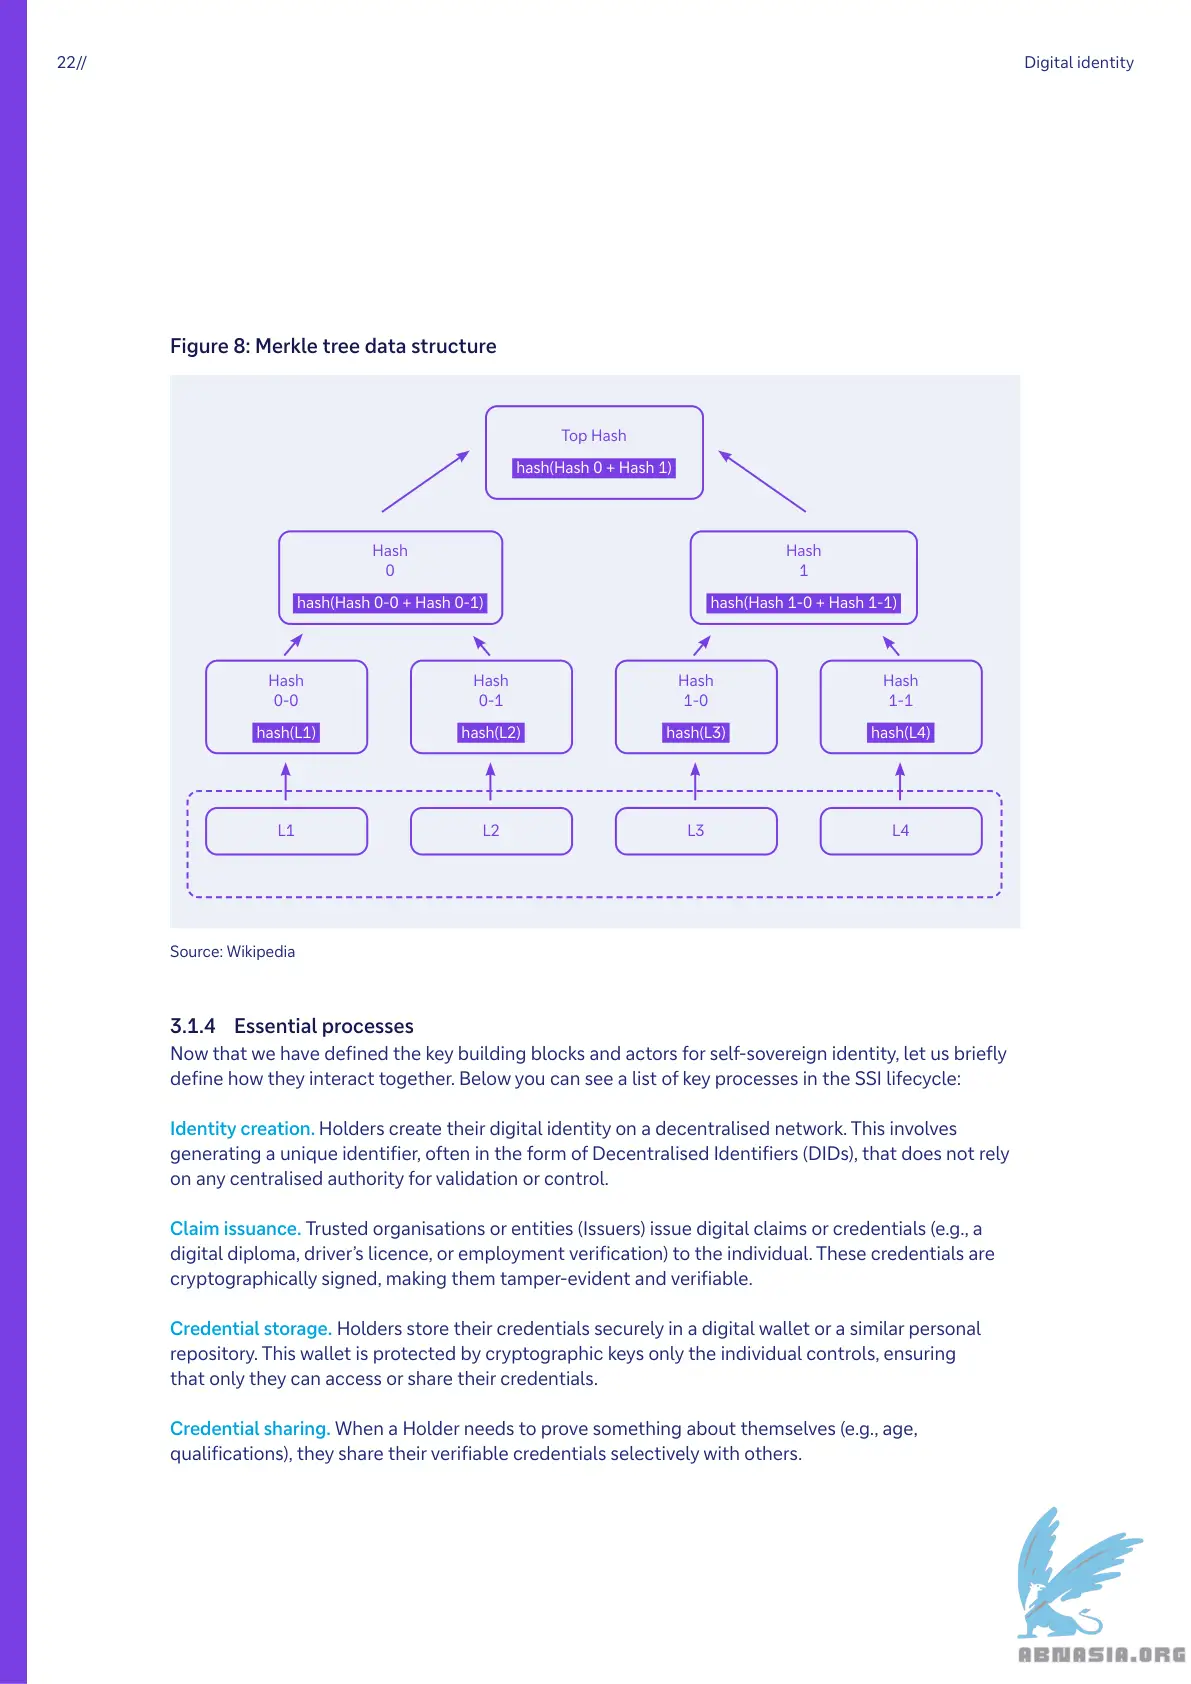 22//
Digital identity
Figure 8: Merkle tree data structure
Top Hash
hash(Hash 0 + Hash 1)
Hash
0
hash(Hash 0-0 + Hash 0-1)
Hash
1
hash(Hash 1-0 + Hash 1-1)
Hash
0-0
hash(L1)
Hash
0-1
hash(L2)
Hash
1-0
hash(L3)
Hash
1-1
hash(L4)
L1
L2
L3
L4
Source: Wikipedia
3.1.4 Essential processes
Now that we have defined the key building blocks and actors for self-sovereign identity, let us briefly
define how they interact together. Below you can see a list of key processes in the SSI lifecycle:
Identity creation. Holders create their digital identity on a decentralised network. This involves
generating a unique identifier, often in the form of Decentralised Identifiers (DIDs), that does not rely
on any centralised authority for validation or control.
Claim issuance. Trusted organisations or entities (Issuers) issue digital claims or credentials (e.g., a
digital diploma, driver’s licence, or employment verification) to the individual. These credentials are
cryptographically signed, making them tamper-evident and verifiable.
Credential storage. Holders store their credentials securely in a digital wallet or a similar personal
repository. This wallet is protected by cryptographic keys only the individual controls, ensuring
that only they can access or share their credentials.
Credential sharing. When a Holder needs to prove something about themselves (e.g., age,
qualifications), they share their verifiable credentials selectively with others.
ABNASIA.ORG